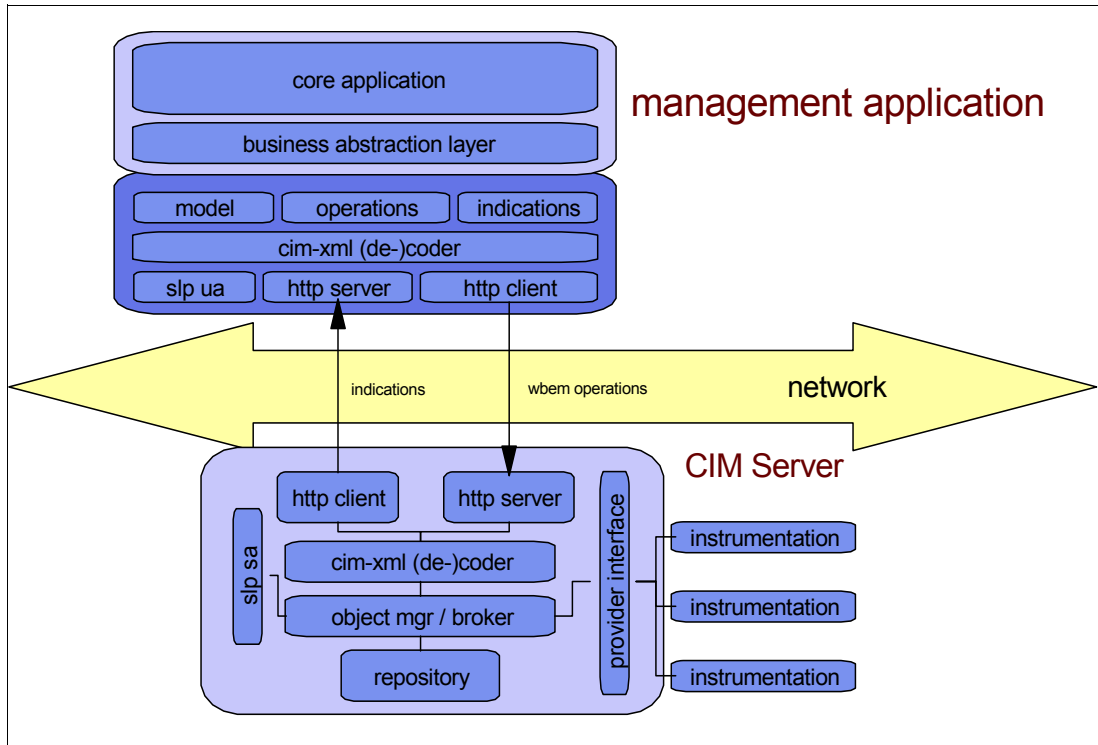 core application
management application
business abstraction layer
model
operations
indications
cim-xml (de-)coder
slp ua
http server
http client
indications
wbem operations
network
CIM Server
http client
http server
slp sa
cim-xml (de-)coder
object mgr / broker
repository
provider interface
instrumentation
instrumentation
instrumentation